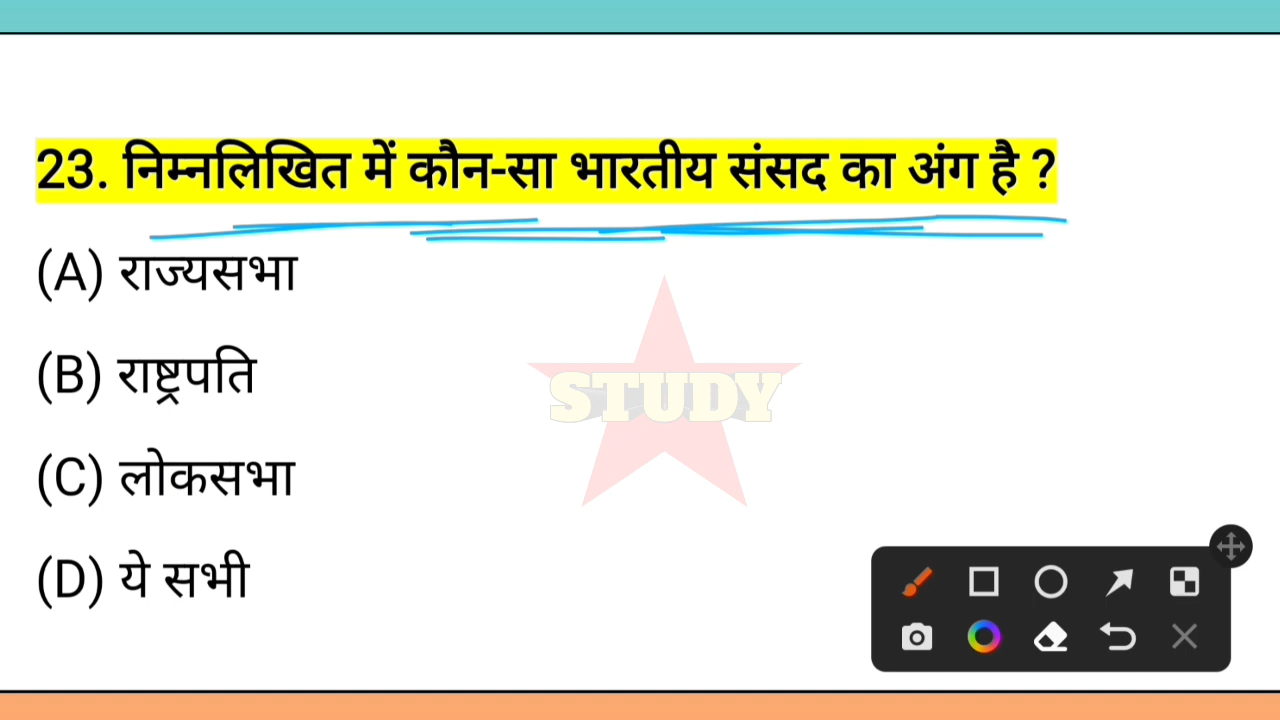 23. निम्नलिखित में कौन-सा भारतीय संसद का अंग है ?
(A) राज्यसभा
(B) राष्ट्रपति
(C) लोकसभा
(D) ये सभी
STUDY